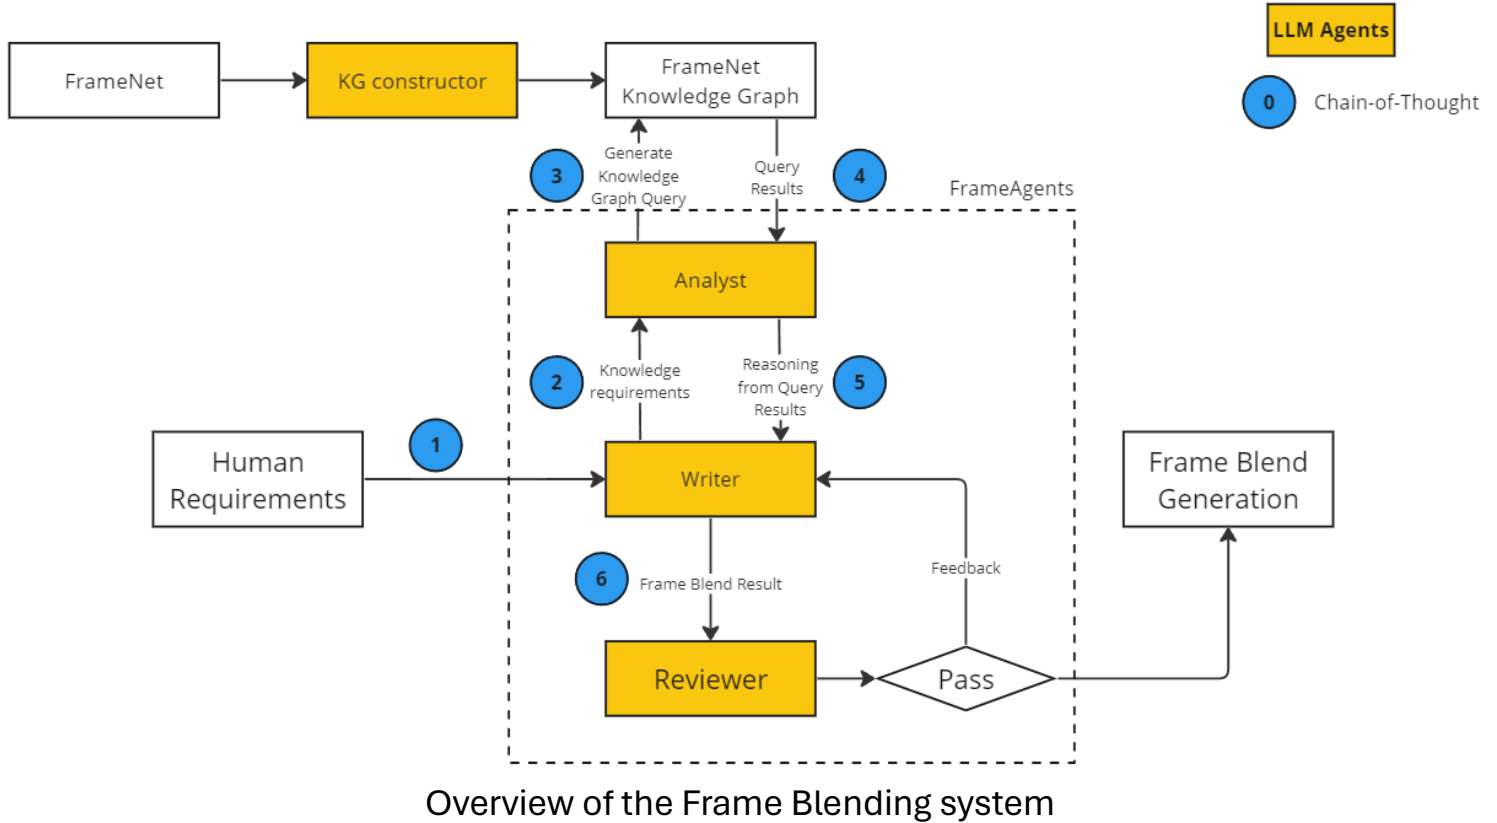 LLM Agents
FrameNet
KG constructor
FrameNet
Knowledge Graph
0
Chain-of-Thought
3
Generate
Knowledge
Graph Query
Query
Results
4
FrameAgents
Analyst
2
Knowledge
requirements
Reasoning
from Query
Results
5
1
Human
Requirements
Writer
Frame Blend
Generation
6
Frame Blend Result
Feedback
Reviewer
Pass
Overview of the Frame Blending system